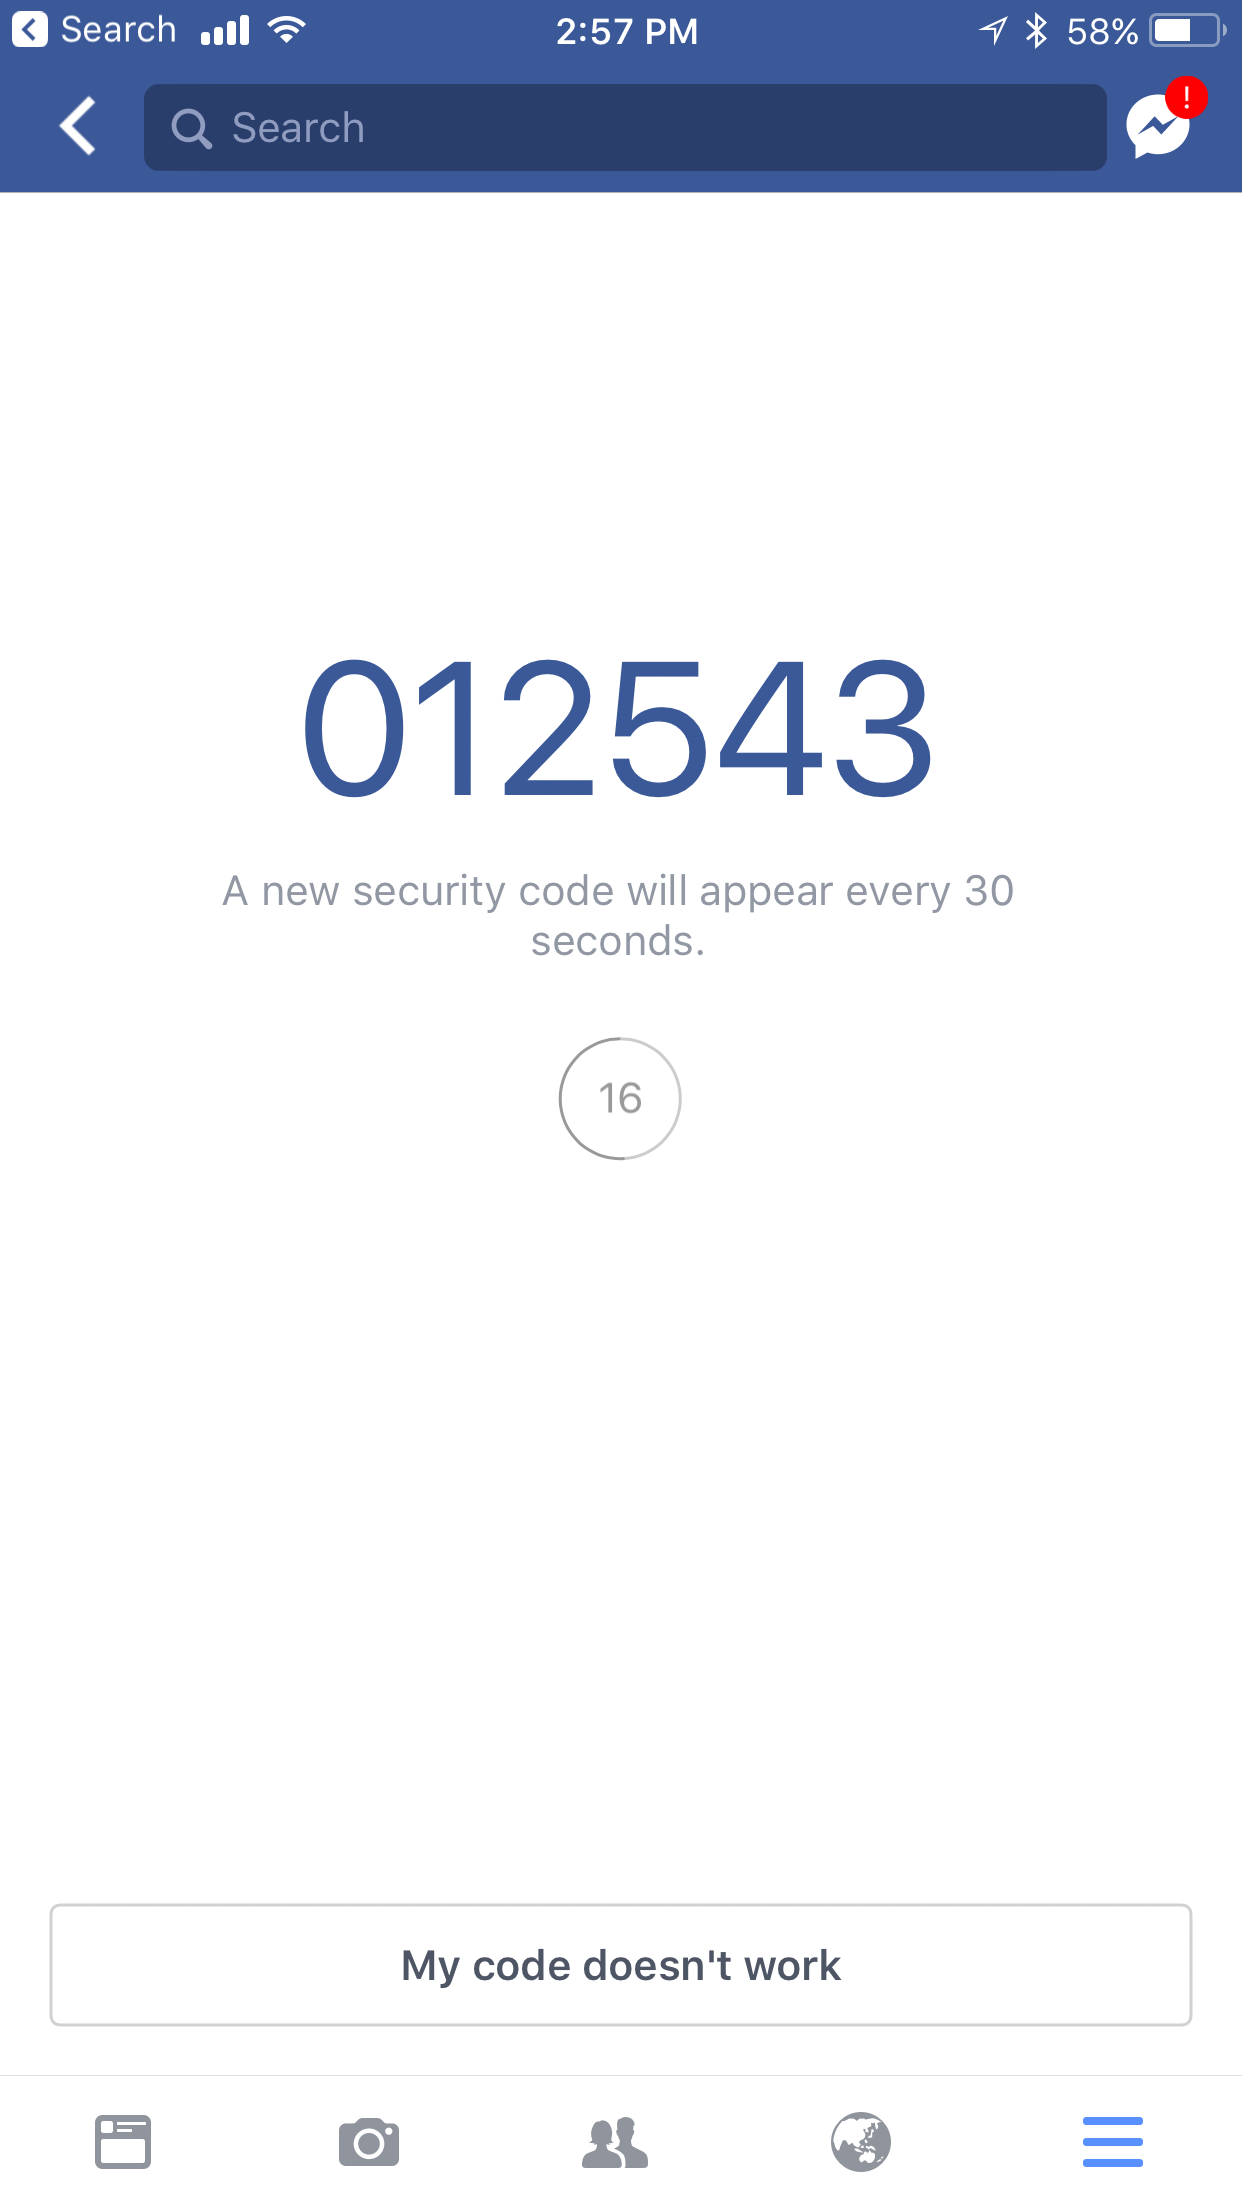 Search 2:57 PM 58%
Search !
012543
A new security code will appear every 30
seconds.
16
My code doesn't work